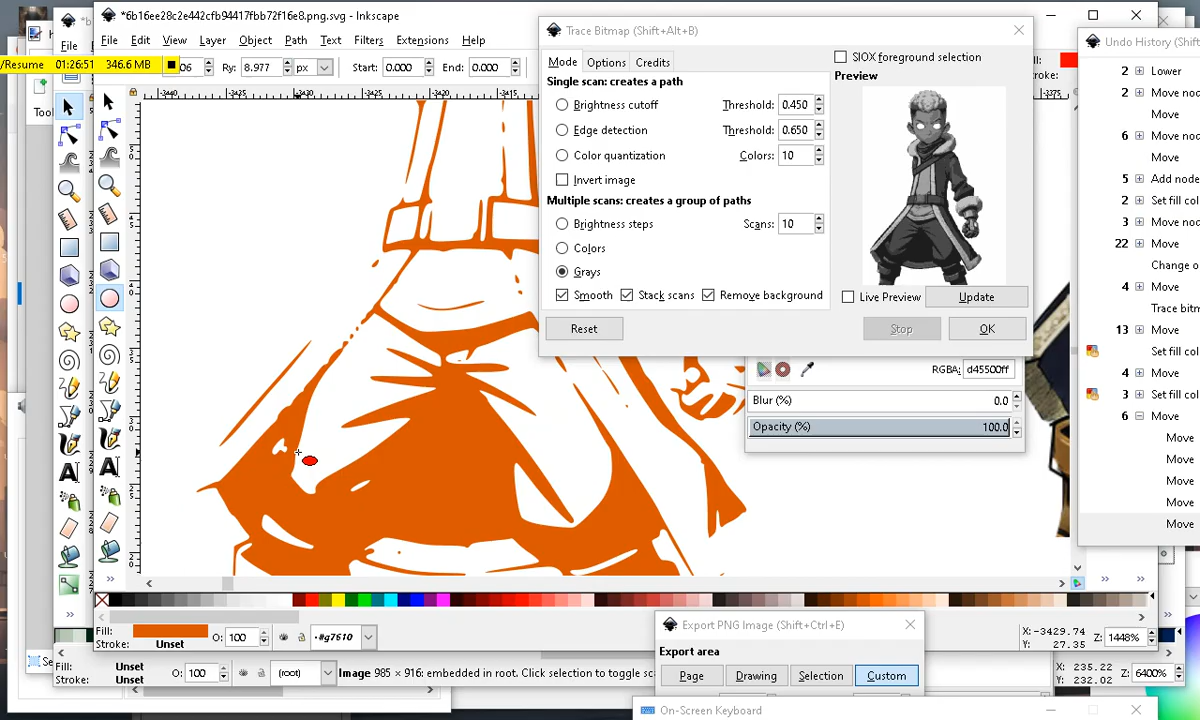 *6b16ee28c2e442cfb94417fbb72f16e8.png.svg - Inkscape
File Edit View Layer Object Path Text Filters Extensions Help
/Resume 01:26:51 346.6 MB
Ry: 8.977 px Start: 0.000 End: 0.000
Trace Bitmap (Shift+Alt+B)
Mode Options Credits
Single scan: creates a path
Brightness cutoff Threshold: 0.450
Edge detection Threshold: 0.650
Color quantization Colors: 10
Invert image
Multiple scans: creates a group of paths
Brightness steps Scans: 10
Colors
Grays
Smooth Stack scans Remove background
Reset
SIOX foreground selection
Preview
Live Preview Update
Stop OK
RGBA: d45500ff
Blur (%) 0.0
Opacity (%) 100.0
Undo History (Shift
2 Lower
2 Move noc
Move
6 Move noc
Move
5 Add node
2 Set fill col
3 Move noc
22 Move
Change o
4 Move
Trace bitm
13 Move
Set fill col
4 Move
3 Set fill col
6 Move
Move
Move
Move
Move
Move
Fill: O: 100 #g7610
Stroke: Unset
X: -3429.74 Z: 1448%
Y: 27.35
Export PNG Image (Shift+Ctrl+E)
Export area
Page Drawing Selection Custom
Fill: Unset O: 100 (root) Image 985 × 916: embedded in root. Click selection to toggle sca
Stroke: Unset
X: 235.22 Z: 6400%
Y: 232.02
On-Screen Keyboard